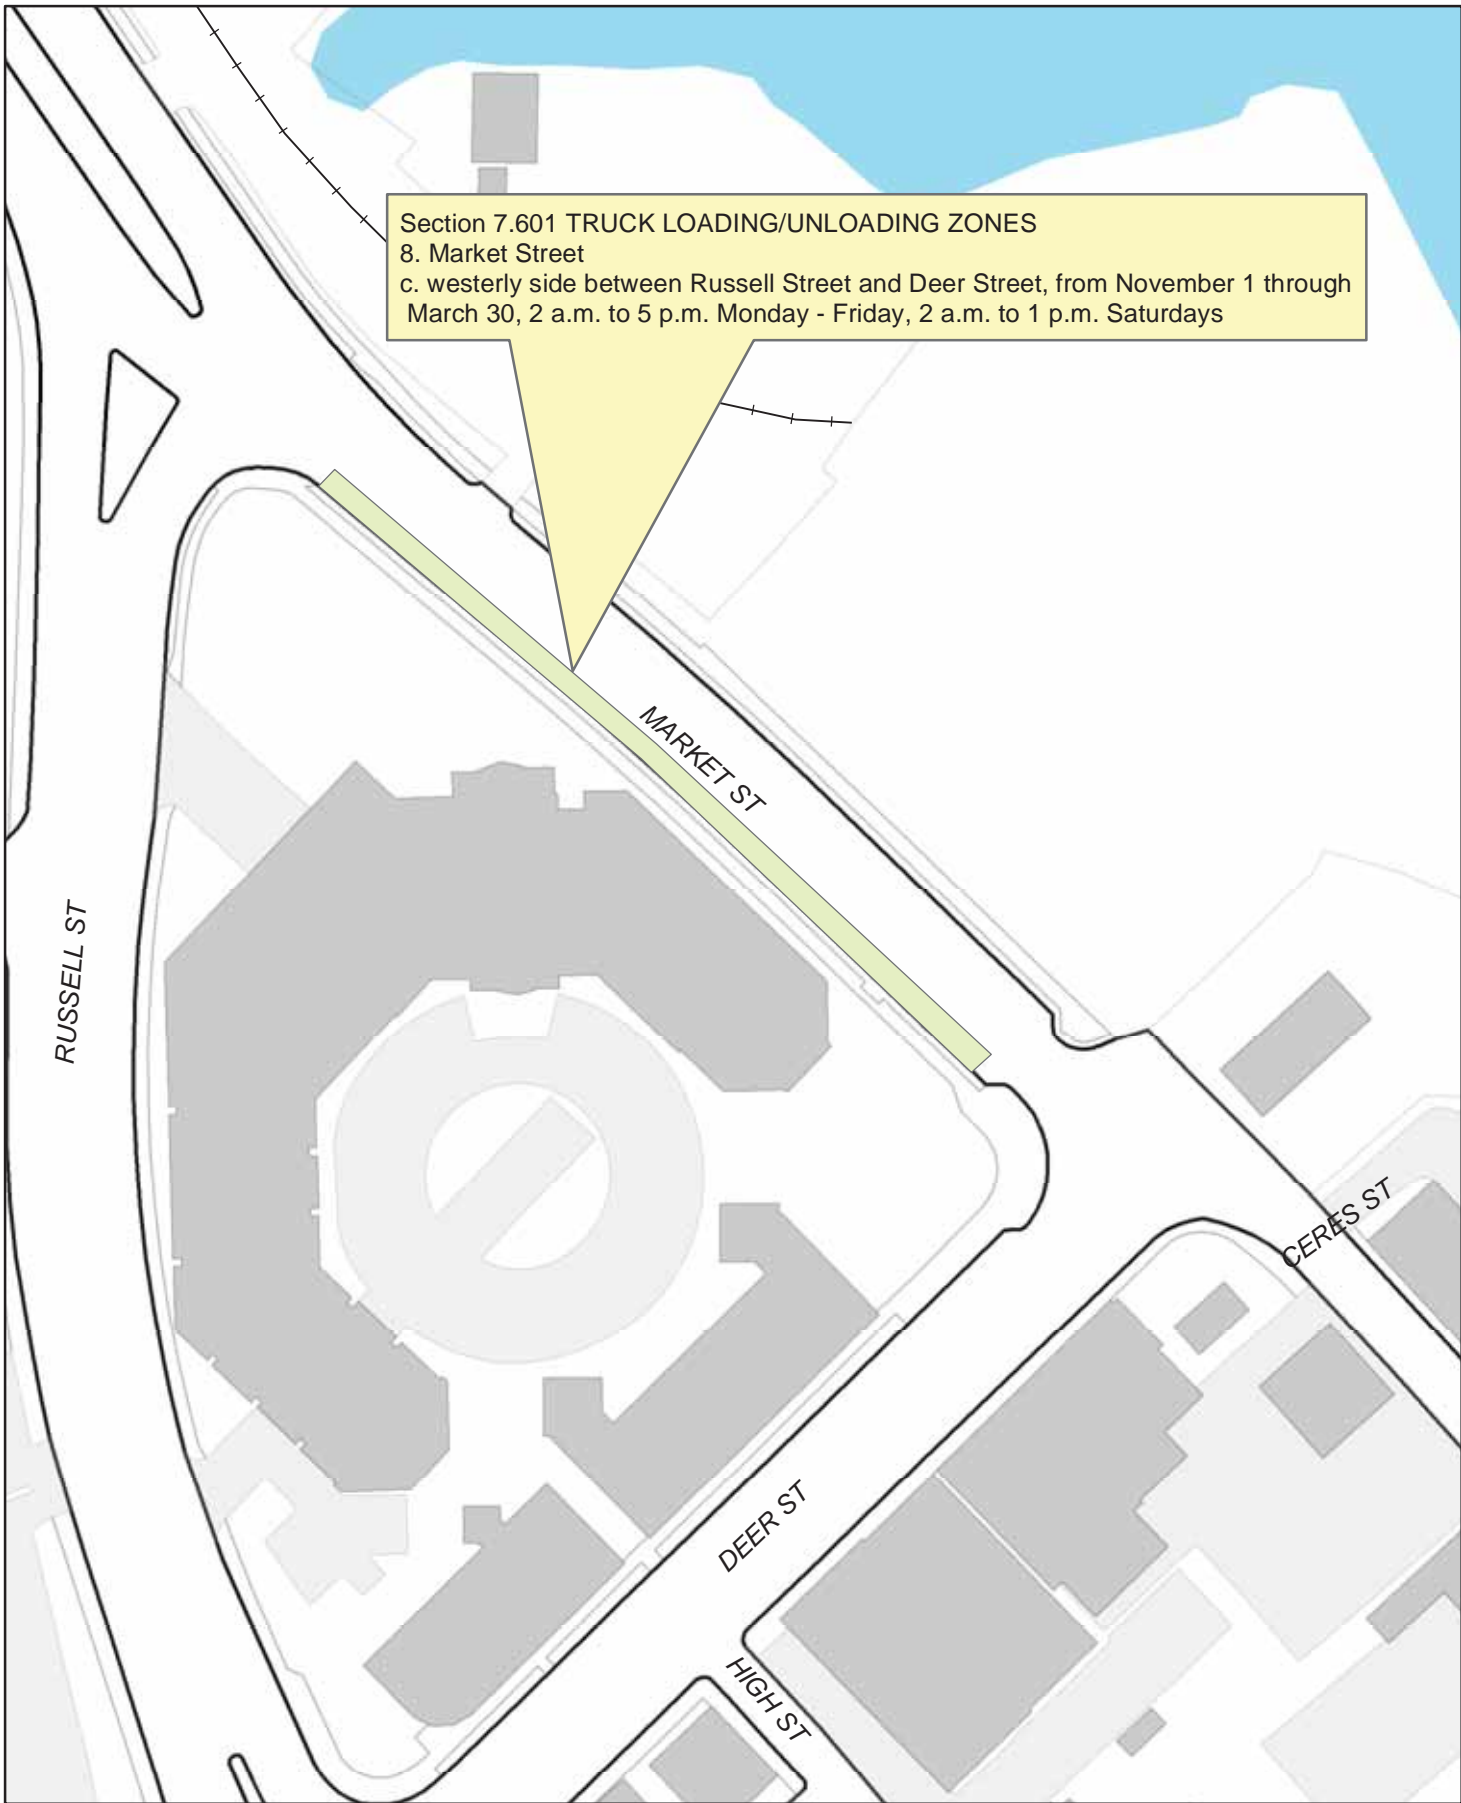 Section 7.601 TRUCK LOADING/UNLOADING ZONES
8. Market Street
c. westerly side between Russell Street and Deer Street, from November 1 through
March 30, 2 a.m. to 5 p.m. Monday - Friday, 2 a.m. to 1 p.m. Saturdays
MARKET ST
RUSSELL ST
CERES ST
DEER ST
HIGH ST